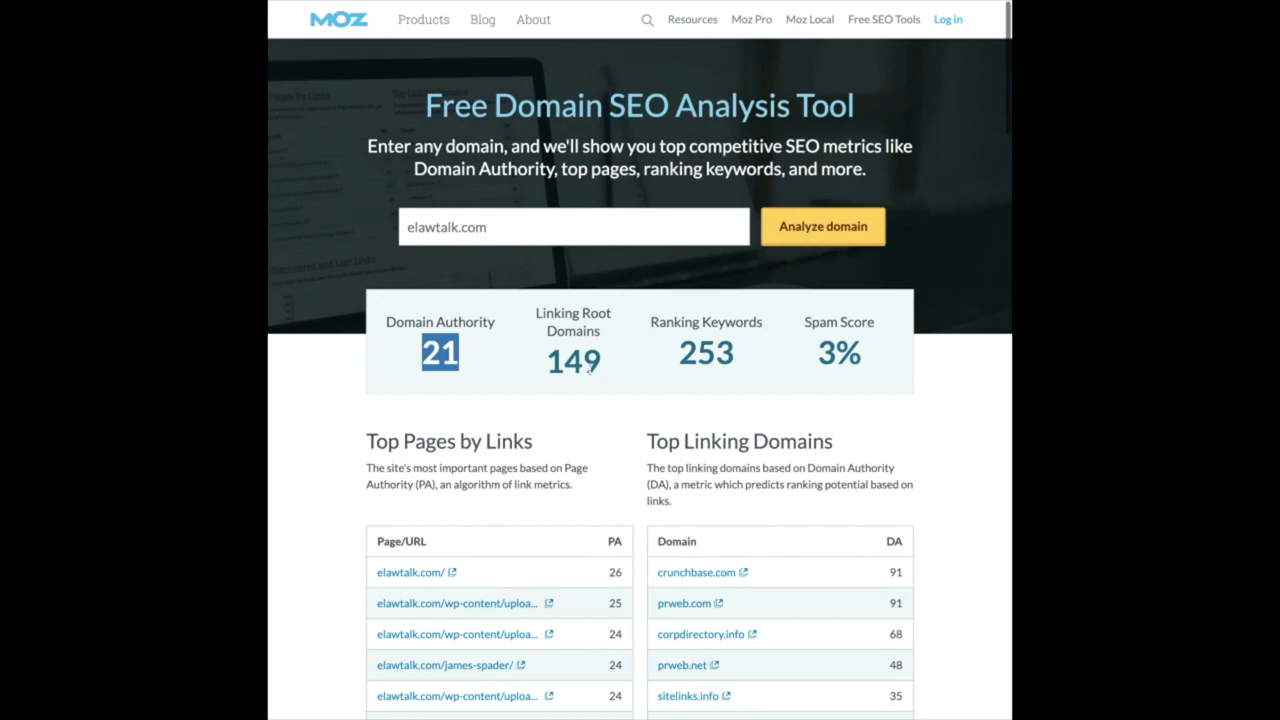 MOZ Products Blog About Resources Moz Pro Moz Local Free SEO Tools Log in
Free Domain SEO Analysis Tool
Enter any domain, and we'll show you top competitive SEO metrics like
Domain Authority, top pages, ranking keywords, and more.
elawtalk.com Analyze domain
Domain Authority
21
Linking Root
Domains
149
Ranking Keywords
253
Spam Score
3%
Top Pages by Links
The site's most important pages based on Page
Authority (PA), an algorithm of link metrics.
Page/URL PA
elawtalk.com/ 26
elawtalk.com/wp-content/uploa... 25
elawtalk.com/wp-content/uploa... 24
elawtalk.com/james-spader/ 24
elawtalk.com/wp-content/uploa... 24
Top Linking Domains
The top linking domains based on Domain Authority
(DA), a metric which predicts ranking potential based on
links.
Domain DA
crunchbase.com 91
prweb.com 91
corpdirectory.info 68
prweb.net 48
sitelinks.info 35